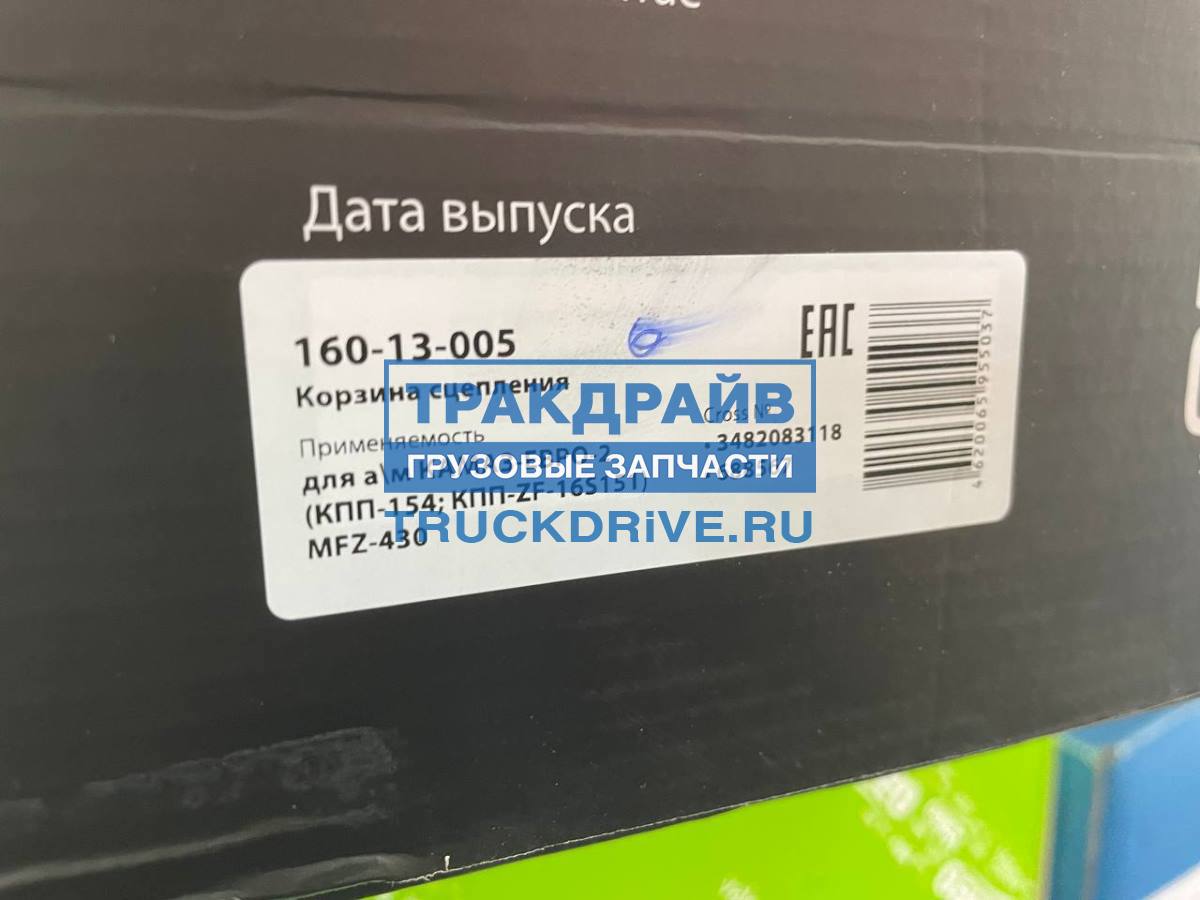 Дата выпуска
160-13-005
Корзина сцепления
EAC
Применяемость
для а\м
(КПП-154; КПП-ZF-16S151)
MFZ-430
Cross №
• 3482083118
4620065955037
ТРАКДРАЙВ
ГРУЗОВЫЕ ЗАПЧАСТИ
TRUCKDRiVE.RU